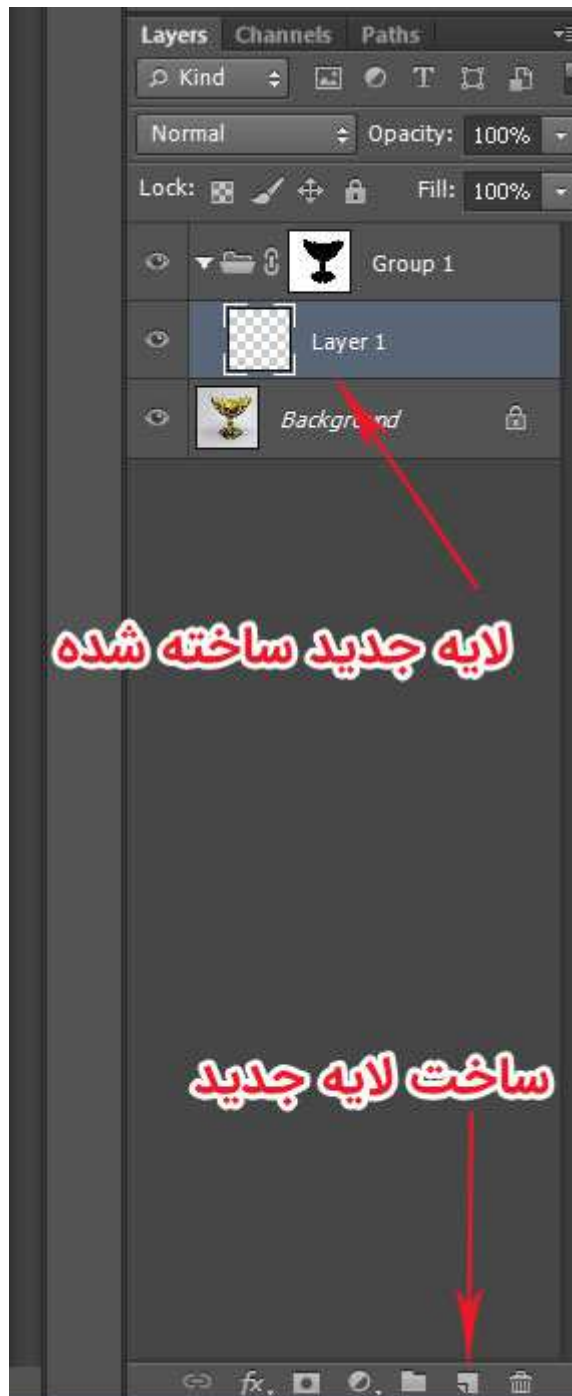 Layers Channels Paths
Kind T
Normal Opacity: 100%
Lock: Fill: 100%
Group 1
Layer 1
Background
لایه جدید ساخته شده
ساخت لایه جدید
fx.